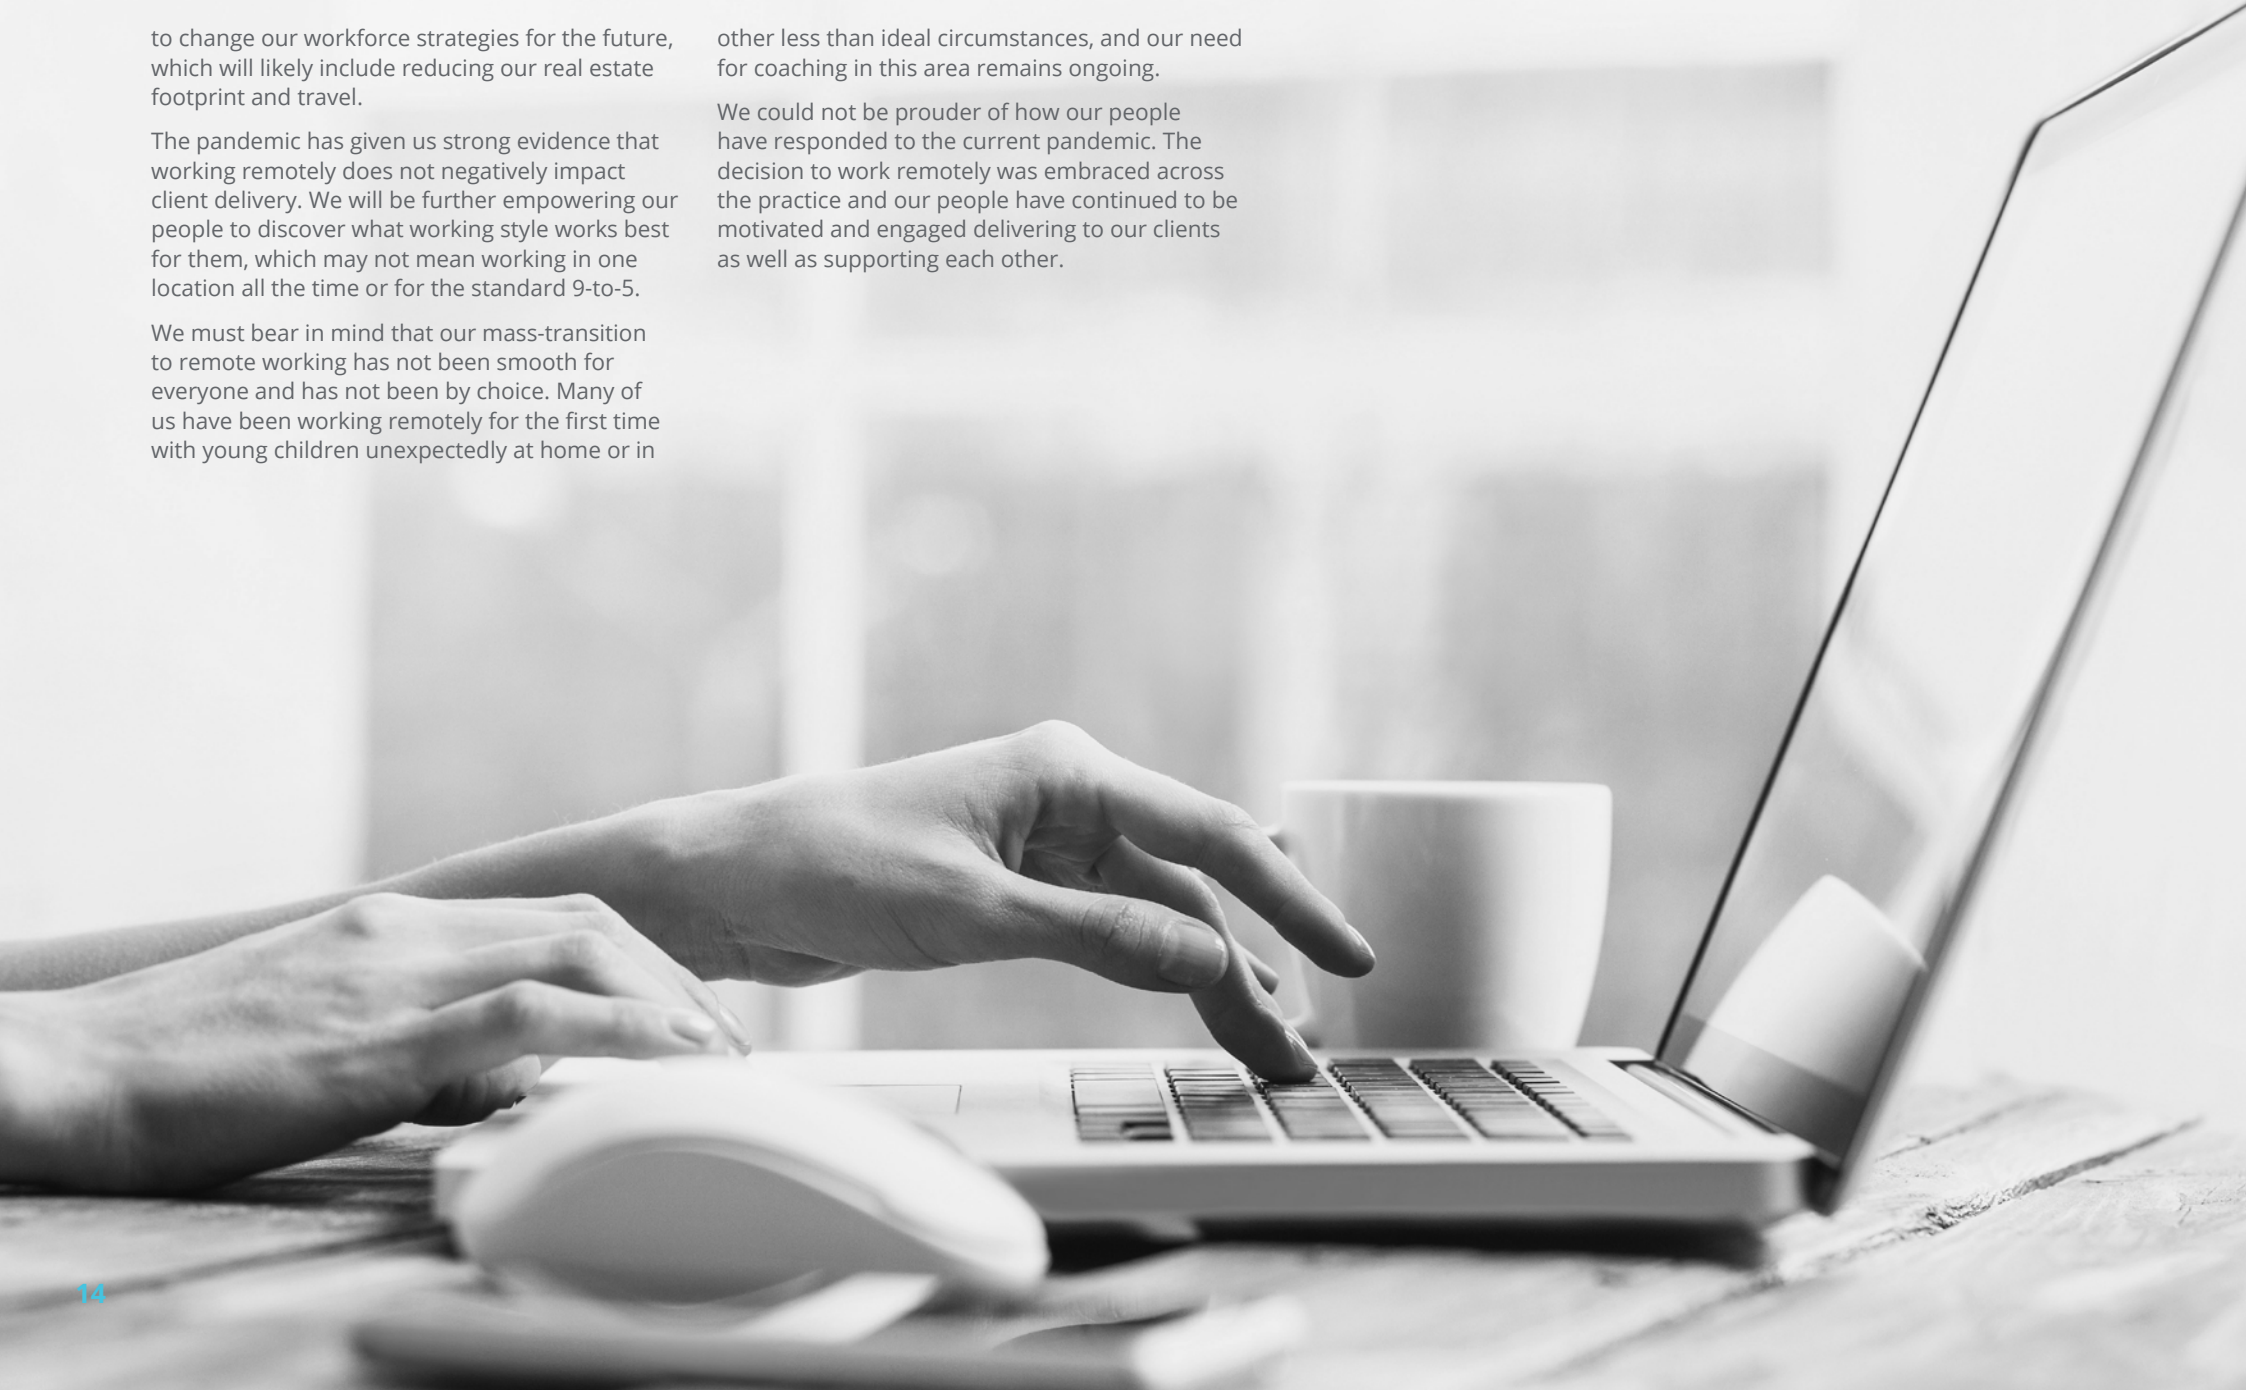 to change our workforce strategies for the future,
which will likely include reducing our real estate
footprint and travel.
The pandemic has given us strong evidence that
working remotely does not negatively impact
client delivery. We will be further empowering our
people to discover what working style works best
for them, which may not mean working in one
location all the time or for the standard 9-to-5.
We must bear in mind that our mass-transition
to remote working has not been smooth for
everyone and has not been by choice. Many of
us have been working remotely for the first time
with young children unexpectedly at home or in
other less than ideal circumstances, and our need
for coaching in this area remains ongoing.
We could not be prouder of how our people
have responded to the current pandemic. The
decision to work remotely was embraced across
the practice and our people have continued to be
motivated and engaged delivering to our clients
as well as supporting each other.
14